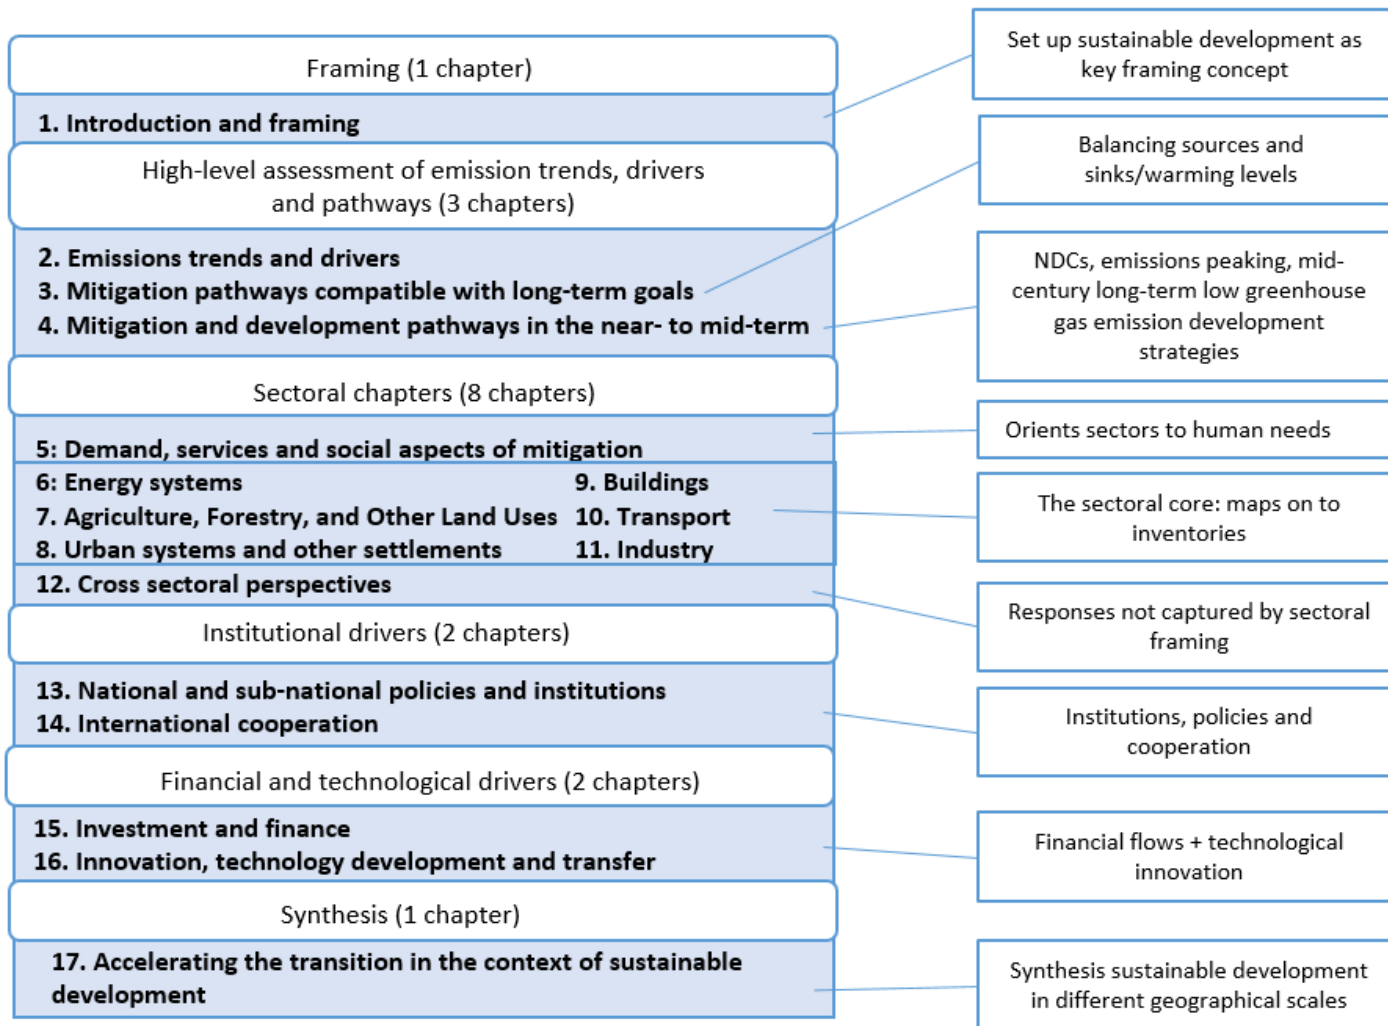 Framing (1 chapter)
1. Introduction and framing
High-level assessment of emission trends, drivers
and pathways (3 chapters)
2. Emissions trends and drivers
3. Mitigation pathways compatible with long-term goals
4. Mitigation and development pathways in the near- to mid-term
Sectoral chapters (8 chapters)
5: Demand, services and social aspects of mitigation
6: Energy systems
7. Agriculture, Forestry, and Other Land Uses
8. Urban systems and other settlements
9. Buildings
10. Transport
11. Industry
12. Cross sectoral perspectives
Institutional drivers (2 chapters)
13. National and sub-national policies and institutions
14. International cooperation
Financial and technological drivers (2 chapters)
15. Investment and finance
16. Innovation, technology development and transfer
Synthesis (1 chapter)
17. Accelerating the transition in the context of sustainable
development
Set up sustainable development as
key framing concept
Balancing sources and
sinks/warming levels
NDCs, emissions peaking, mid-
century long-term low greenhouse
gas emission development
strategies
Orients sectors to human needs
The sectoral core: maps on to
inventories
Responses not captured by sectoral
framing
Institutions, policies and
cooperation
Financial flows + technological
innovation
Synthesis sustainable development
in different geographical scales